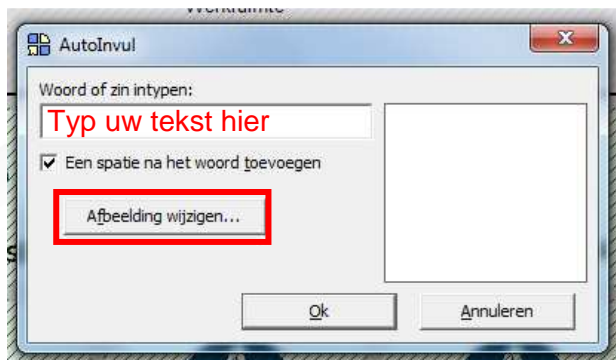 Werkruimte
AutoInvul
Woord of zin intypen:
Typ uw tekst hier
Een spatie na het woord toevoegen
Afbeelding wijzigen...
Ok
Annuleren